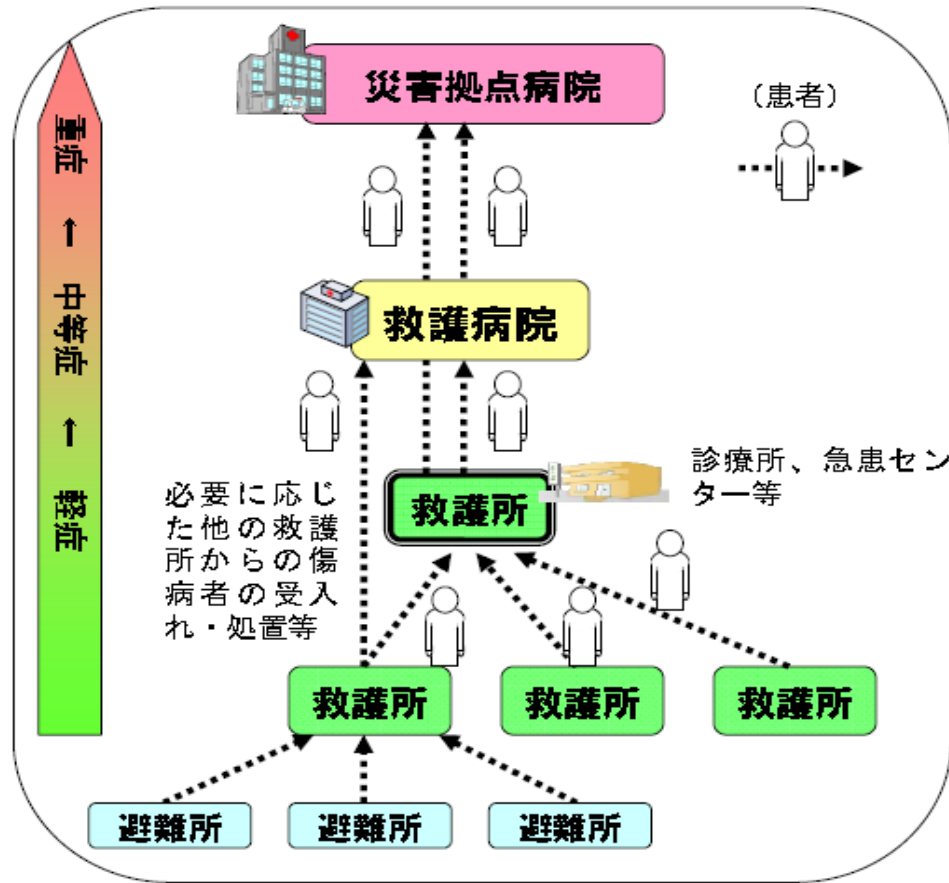 災害拠点病院
（患者）
重症 ← 中等症 ← 軽症
救護病院
救護所
診療所、急患セン
ター等
必要に応じ
た他の救護
所からの傷
病者の受入
れ・処置等
救護所
救護所
救護所
避難所
避難所
避難所